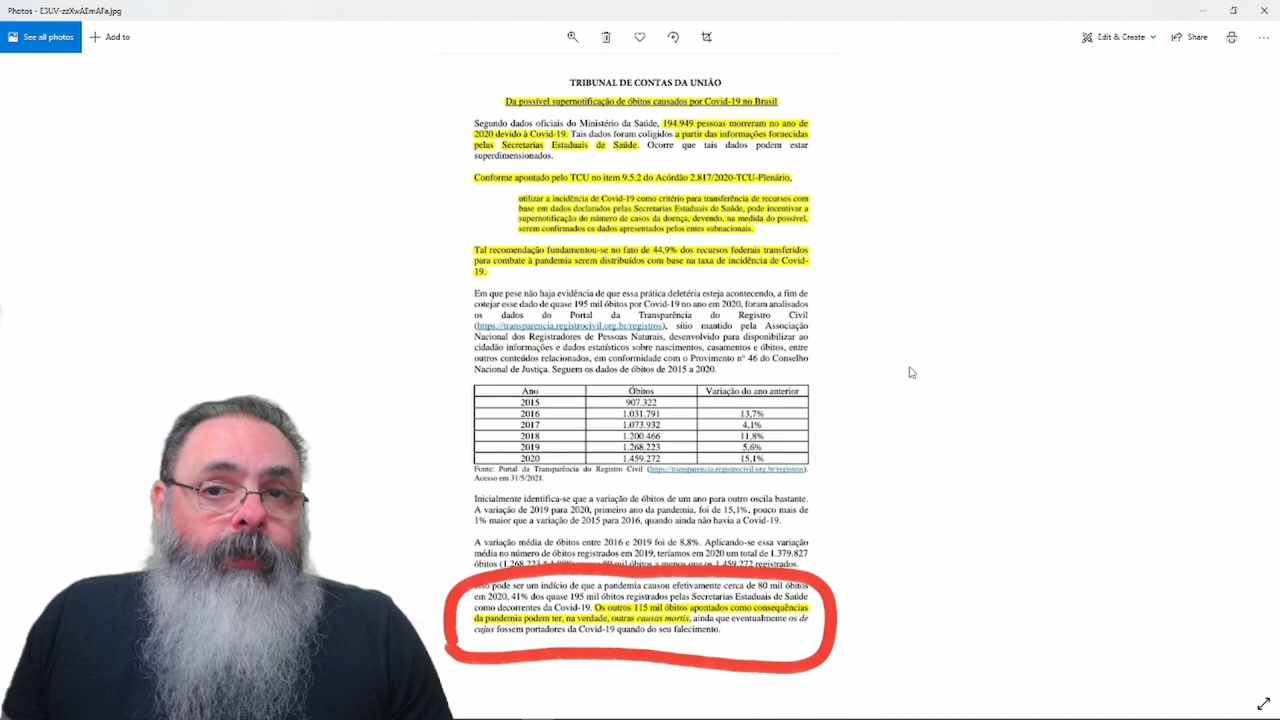 Photos - E3UV-zzXwAEmAFa.jpg
See all photos
Add to
Edit & Create
Share
TRIBUNAL DE CONTAS DA UNIÃO
Da possível supernotificação de óbitos causados por Covid-19 no Brasil
Segundo dados oficiais do Ministério da Saúde, 194.949 pessoas morreram no ano de
2020 devido à Covid-19. Tais dados foram coligidos a partir das informações fornecidas
pelas Secretarias Estaduais de Saúde. Ocorre que tais dados podem estar
superdimensionados.
Conforme apontado pelo TCU no item 9.5.2 do Acórdão 2.817/2020-TCU-Plenário,
utilizar a incidência de Covid-19 como critério para transferência de recursos com
base em dados declarados pelas Secretarias Estaduais de Saúde, pode incentivar a
supernotificação do número de casos da doença, devendo, na medida do possível,
serem confirmados os dados apresentados pelos entes subnacionais.
Tal recomendação fundamentou-se no fato de 44,9% dos recursos federais transferidos
para combate à pandemia serem distribuídos com base na taxa de incidência de Covid-
19.
Em que pese não haja evidência de que essa prática deletéria esteja acontecendo, a fim de
cotejar esse dado de quase 195 mil óbitos por Covid-19 no ano em 2020, foram analisados
os dados do Portal da Transparência do Registro Civil
(https://transparencia.registrocivil.org.br/registros), sítio mantido pela Associação
Nacional dos Registradores de Pessoas Naturais, desenvolvido para disponibilizar ao
cidadão informações e dados estatísticos sobre nascimentos, casamentos e óbitos, entre
outros conteúdos relacionados, em conformidade com o Provimento nº 46 do Conselho
Nacional de Justiça. Seguem os dados de óbitos de 2015 a 2020.
Ano Óbitos Variação do ano anterior
2015 907.322
2016 1.031.791 13,7%
2017 1.073.932 4,1%
2018 1.200.466 11,8%
2019 1.268.223 5,6%
2020 1.459.272 15,1%
Fonte: Portal da Transparência do Registro Civil (https://transparencia.registrocivil.org.br/registros).
Acesso em 31/5/2021.
Inicialmente identifica-se que a variação de óbitos de um ano para outro oscila bastante.
A variação de 2019 para 2020, primeiro ano da pandemia, foi de 15,1%, pouco mais de
1% maior que a variação de 2015 para 2016, quando ainda não havia a Covid-19.
A variação média de óbitos entre 2016 e 2019 foi de 8,8%. Aplicando-se essa variação
média no número de óbitos registrados em 2019, teríamos em 2020 um total de 1.379.827
óbitos (1.268.223 80 mil óbitos a menos que os 1.459.272 registrados.
Isso pode ser um indício de que a pandemia causou efetivamente cerca de 80 mil óbitos
em 2020, 41% dos quase 195 mil óbitos registrados pelas Secretarias Estaduais de Saúde
como decorrentes da Covid-19. Os outros 115 mil óbitos apontados como consequências
da pandemia podem ter, na verdade, outras causas mortis, ainda que eventualmente os de
cujus fossem portadores da Covid-19 quando do seu falecimento.